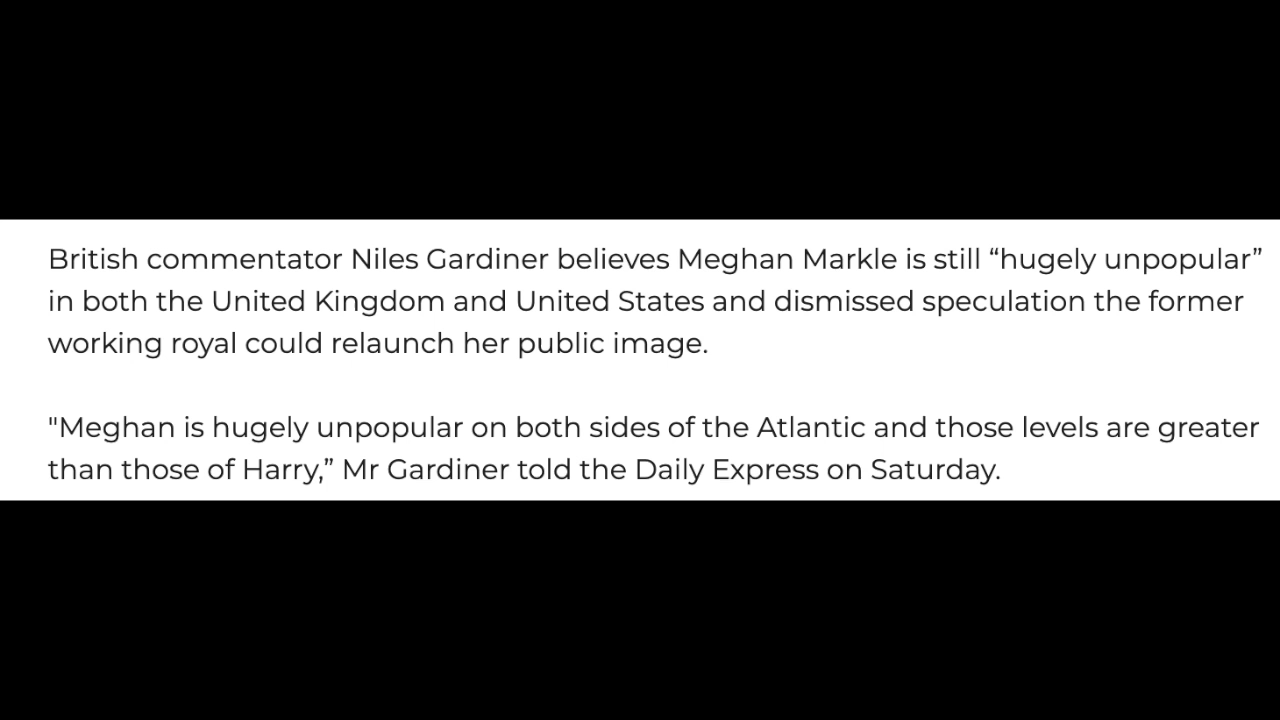 British commentator Niles Gardiner believes Meghan Markle is still “hugely unpopular”
in both the United Kingdom and United States and dismissed speculation the former
working royal could relaunch her public image.
"Meghan is hugely unpopular on both sides of the Atlantic and those levels are greater
than those of Harry,” Mr Gardiner told the Daily Express on Saturday.